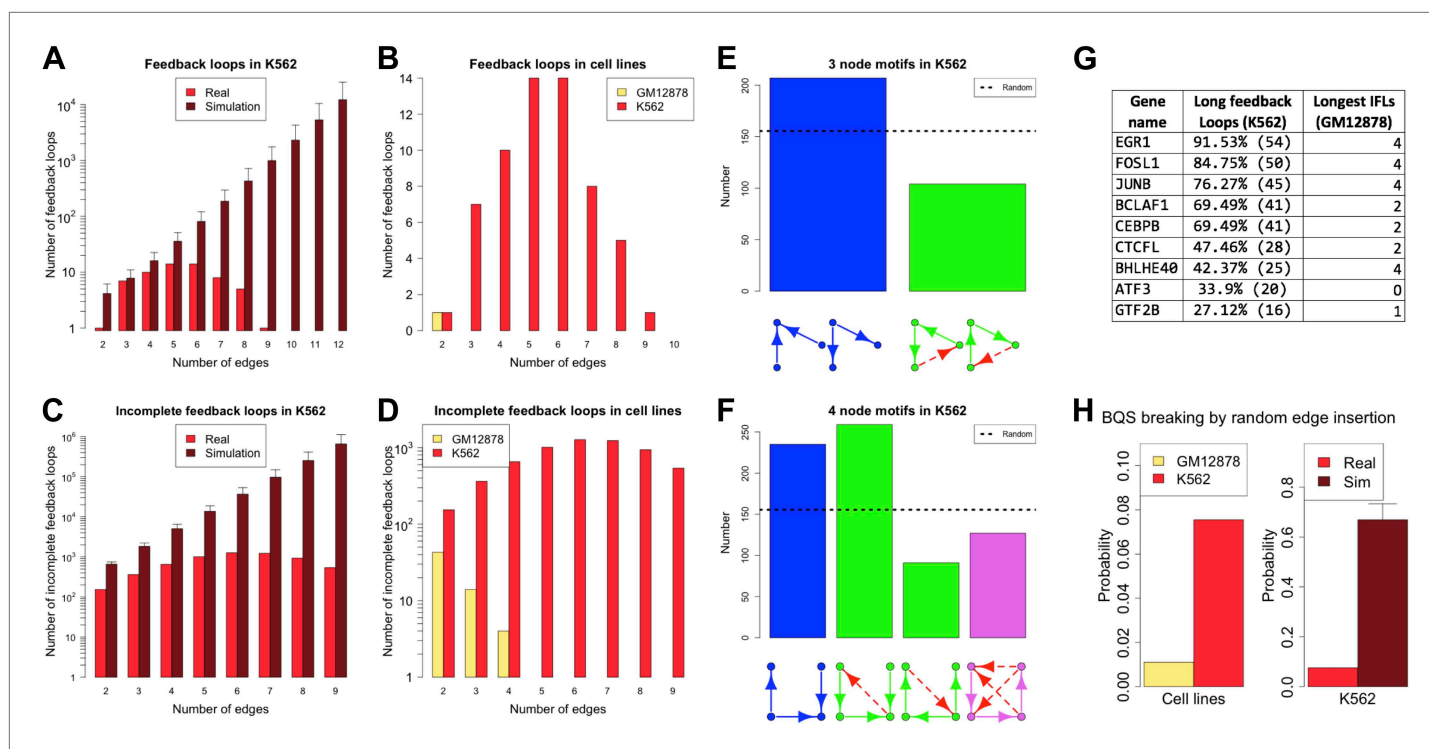 A
Feedback loops in K562
Real
Simulation
Number of feedback loops
10^4
10^3
10^2
10
1
2 3 4 5 6 7 8 9 10 11 12
Number of edges
B
Feedback loops in cell lines
GM12878
K562
Number of feedback loops
14
12
10
8
6
4
2
0
2 3 4 5 6 7 8 9 10
Number of edges
E
3 node motifs in K562
Random
Number
200
150
100
50
0
G
Gene name Long feedback Loops (K562) Longest IFLs (GM12878)
EGR1 91.53% (54) 4
FOSL1 84.75% (50) 4
JUNB 76.27% (45) 4
BCLAF1 69.49% (41) 2
CEBPB 69.49% (41) 2
CTCFL 47.46% (28) 2
BHLHE40 42.37% (25) 4
ATF3 33.9% (20) 0
GTF2B 27.12% (16) 1
C
Incomplete feedback loops in K562
Real
Simulation
Number of incomplete feedback loops
10^6
10^5
10^4
10^3
10^2
10
1
2 3 4 5 6 7 8 9
Number of edges
D
Incomplete feedback loops in cell lines
GM12878
K562
Number of incomplete feedback loops
10^3
10^2
10
1
2 3 4 5 6 7 8 9
Number of edges
F
4 node motifs in K562
Random
Number
250
200
150
100
50
0
H
BQS breaking by random edge insertion
GM12878
K562
Probability
0.10
0.08
0.06
0.04
0.02
0.00
Cell lines
Real
Sim
Probability
0.8
0.6
0.4
0.2
0.0
K562